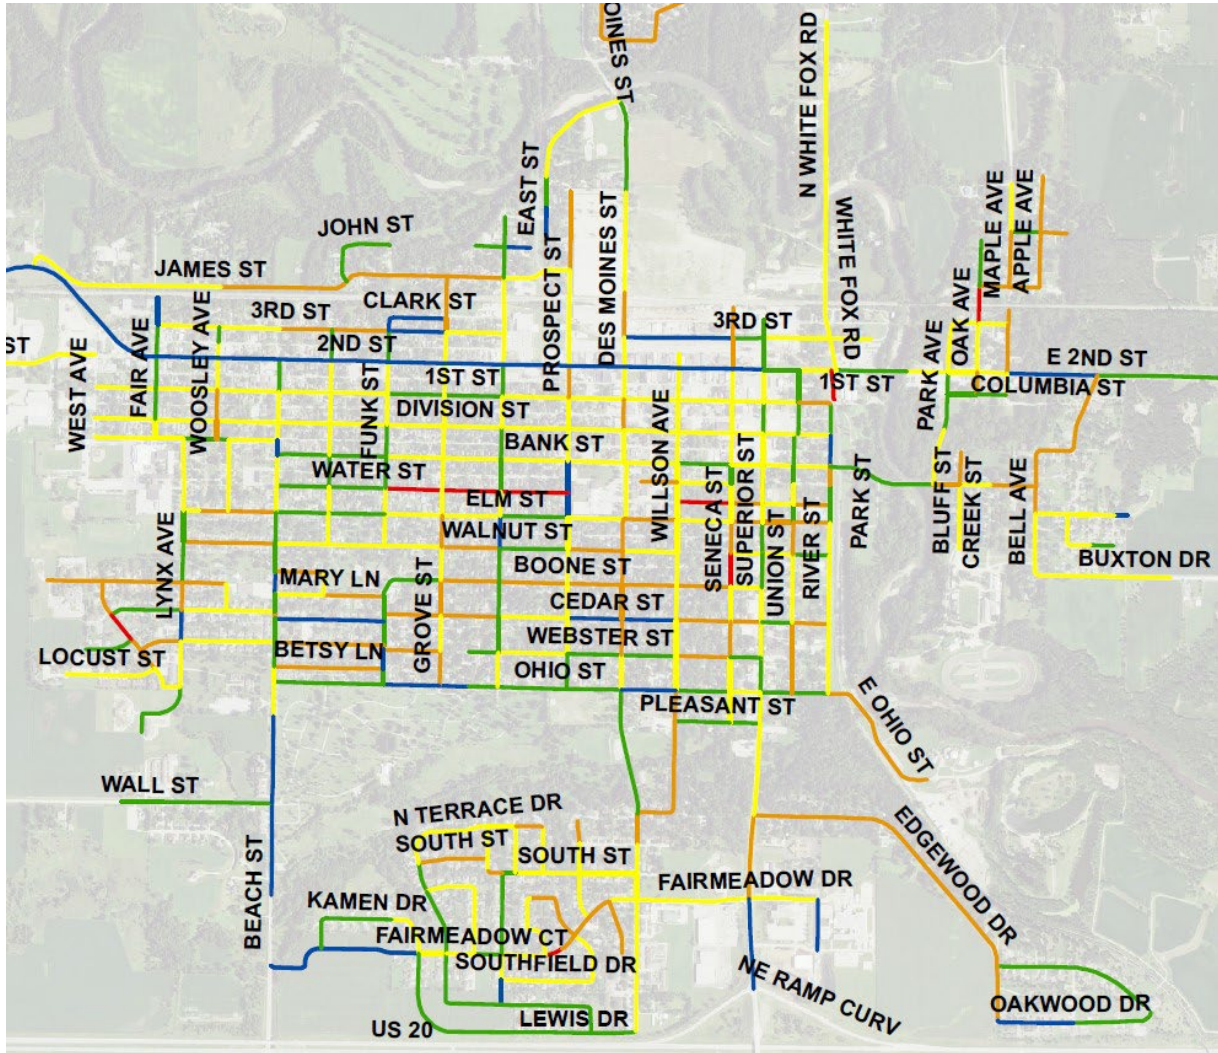 OINES ST
N WHITE FOX RD
EAST ST
MAPLE AVE
APPLE AVE
JOHN ST
WHITE FOX RD
DES MOINES ST
PROSPECT ST
JAMES ST
OAK AVE
CLARK ST
3RD ST
3RD ST
WOOSLEY AVE
FAIR AVE
2ND ST
ST
WEST AVE
PARK AVE
E 2ND ST
1ST ST
1ST ST
COLUMBIA ST
FUNK ST
DIVISION ST
WILLSON AVE
BANK ST
WATER ST
SUPERIOR ST
SENECA ST
PARK ST
BLUFF ST
CREEK ST
BELL AVE
ELM ST
WALNUT ST
LYNX AVE
UNION ST
RIVER ST
BUXTON DR
BOONE ST
MARY LN
GROVE ST
CEDAR ST
WEBSTER ST
BETSY LN
LOCUST ST
OHIO ST
PLEASANT ST
E OHIO ST
WALL ST
N TERRACE DR
SOUTH ST
SOUTH ST
EDGEWOOD DR
BEACH ST
FAIRMEADOW DR
KAMEN DR
FAIRMEADOW CT
SOUTHFIELD DR
NE RAMP CURV
OAKWOOD DR
LEWIS DR
US 20